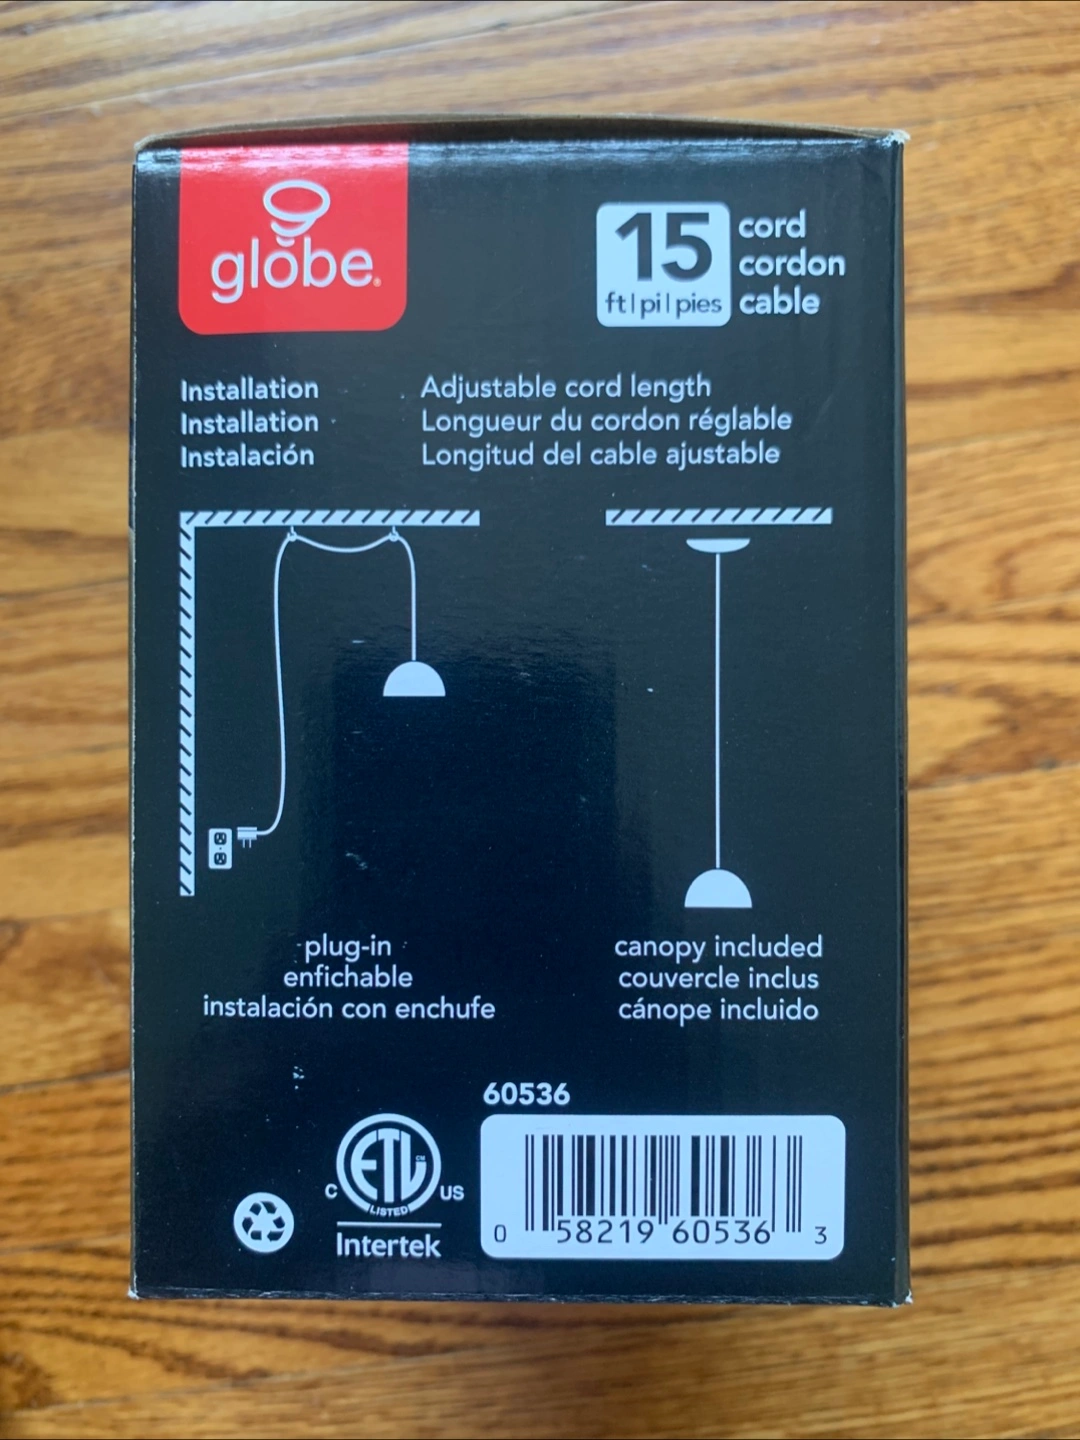 globe®
15
ft | pi | pies
cord
cordon
cable
Installation
Installation
Instalación
Adjustable cord length
Longueur du cordon réglable
Longitud del cable ajustable
plug-in
enfichable
instalación con enchufe
canopy included
couvercle inclus
cánope incluido
60536
ETL CM
LISTED
C US
Intertek
0 58219 60536 3